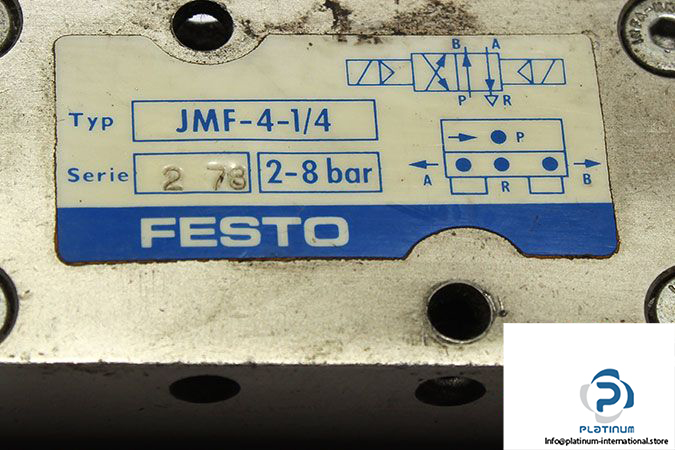 B A
P R
Typ JMF-4-1/4
P
Serie 2 78 2-8 bar
A R B
FESTO
PLATINUM
Info@platinum-international.store